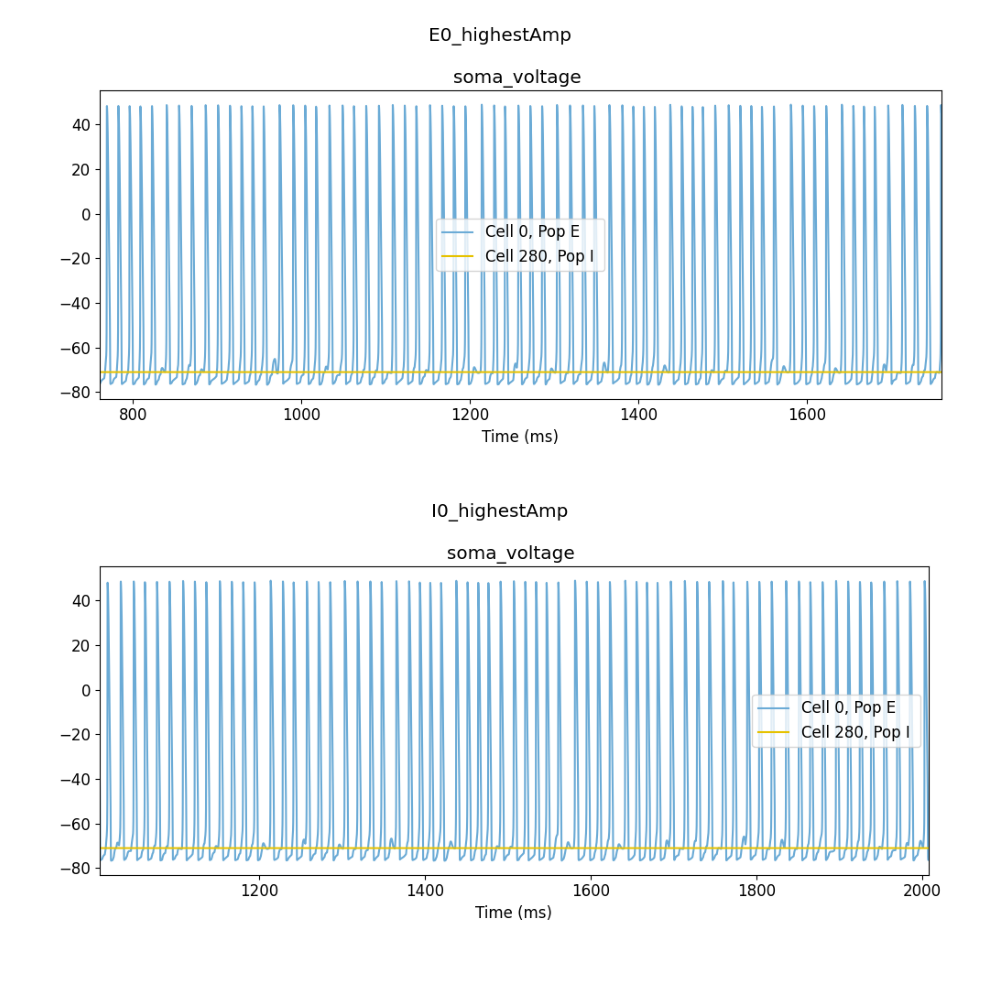 E0_highestAmp
soma_voltage
40
20
0
−20
−40
−60
−80
Cell 0, Pop E
Cell 280, Pop I
800 1000 1200 1400 1600
Time (ms)
I0_highestAmp
soma_voltage
40
20
0
−20
−40
−60
−80
Cell 0, Pop E
Cell 280, Pop I
1200 1400 1600 1800 2000
Time (ms)